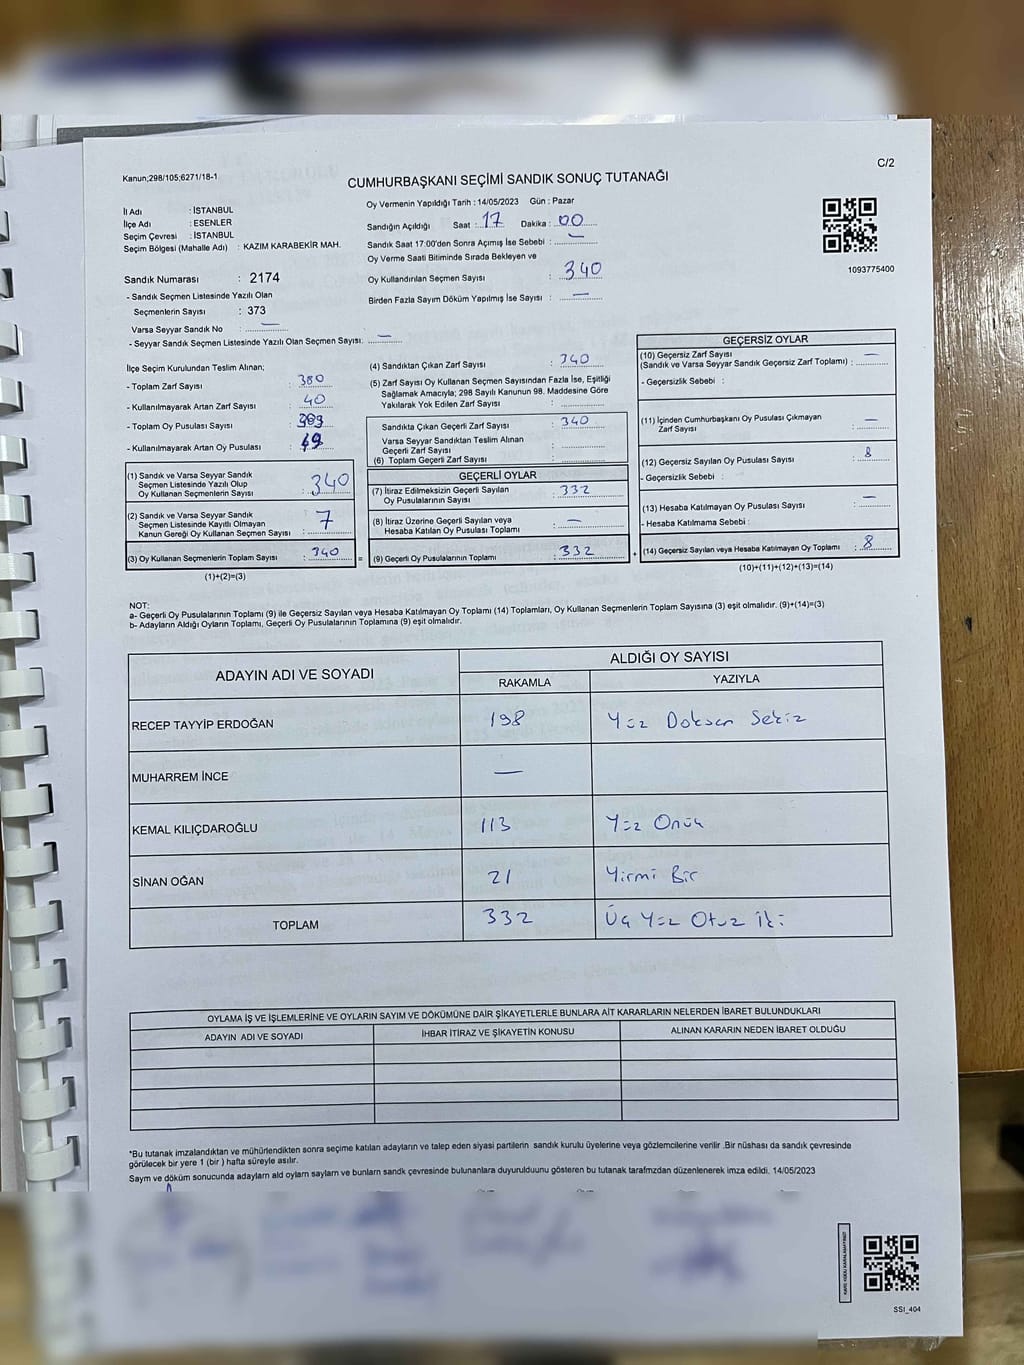 C/2
Kanun;298/105;6271/18-1
CUMHURBAŞKANI SEÇİMİ SANDIK SONUÇ TUTANAĞI
İl Adı : İSTANBUL
İlçe Adı : ESENLER
Seçim Çevresi : İSTANBUL
Seçim Bölgesi (Mahalle Adı) : KAZIM KARABEKİR MAH.
Oy Vermenin Yapıldığı Tarih : 14/05/2023 Gün : Pazar
Sandığın Açıldığı Saat : 17 Dakika : 00
Sandık Saat 17:00'den Sonra Açımış İse Sebebi : —
Oy Verme Saati Bitiminde Sırada Bekleyen ve
Oy Kullandırılan Seçmen Sayısı : 340
Birden Fazla Sayım Döküm Yapılmış İse Sayısı : —
1093775400
Sandık Numarası : 2174
- Sandık Seçmen Listesinde Yazılı Olan
Seçmenlerin Sayısı : 373
Varsa Seyyar Sandık No : —
- Seyyar Sandık Seçmen Listesinde Yazılı Olan Seçmen Sayısı: —
İlçe Seçim Kurulundan Teslim Alınan;
- Toplam Zarf Sayısı : 380
- Kullanılmayarak Artan Zarf Sayısı : 40
- Toplam Oy Pusulası Sayısı :
- Kullanılmayarak Artan Oy Pusulası :
(1) Sandık ve Varsa Seyyar Sandık
Seçmen Listesinde Yazılı Olup
Oy Kullanan Seçmenlerin Sayısı : 340
(2) Sandık ve Varsa Seyyar Sandık
Seçmen Listesinde Kayıtlı Olmayan
Kanun Gereği Oy Kullanan Seçmen Sayısı : 7
(3) Oy Kullanan Seçmenlerin Toplam Sayısı : 340
(1)+(2)=(3)
(4) Sandıktan Çıkan Zarf Sayısı : 340
(5) Zarf Sayısı Oy Kullanan Seçmen Sayısından Fazla İse, Eşitliği
Sağlamak Amacıyla; 298 Sayılı Kanunun 98. Maddesine Göre
Yakılarak Yok Edilen Zarf Sayısı :
Sandıkta Çıkan Geçerli Zarf Sayısı : 340
Varsa Seyyar Sandıktan Teslim Alınan
Geçerli Zarf Sayısı :
(6) Toplam Geçerli Zarf Sayısı :
GEÇERLİ OYLAR
(7) İtiraz Edilmeksizin Geçerli Sayılan
Oy Pusulalarının Sayısı : 332
(8) İtiraz Üzerine Geçerli Sayılan veya
Hesaba Katılan Oy Pusulası Toplamı : —
= (9) Geçerli Oy Pusulalarının Toplamı : 332
GEÇERSİZ OYLAR
(10) Geçersiz Zarf Sayısı —
(Sandık ve Varsa Seyyar Sandık Geçersiz Zarf Toplamı) :
- Geçersizlik Sebebi :
(11) İçinden Cumhurbaşkanı Oy Pusulası Çıkmayan
Zarf Sayısı : —
(12) Geçersiz Sayılan Oy Pusulası Sayısı : 8
- Geçersizlik Sebebi :
(13) Hesaba Katılmayan Oy Pusulası Sayısı : —
- Hesaba Katılmama Sebebi :
+ (14) Geçersiz Sayılan veya Hesaba Katılmayan Oy Toplamı : 8
(10)+(11)+(12)+(13)=(14)
NOT:
a- Geçerli Oy Pusulalarının Toplamı (9) ile Geçersiz Sayılan veya Hesaba Katılmayan Oy Toplamı (14) Toplamları, Oy Kullanan Seçmenlerin Toplam Sayısına (3) eşit olmalıdır. (9)+(14)=(3)
b- Adayların Aldığı Oyların Toplamı, Geçerli Oy Pusulalarının Toplamına (9) eşit olmalıdır.
ADAYIN ADI VE SOYADI
ALDIĞI OY SAYISI
RAKAMLA YAZIYLA
RECEP TAYYİP ERDOĞAN 198 Yüz Doksan Sekiz
MUHARREM İNCE —
KEMAL KILIÇDAROĞLU 113 Yüz Onüç
SİNAN OĞAN 21 Yirmi Bir
TOPLAM 332 Üç Yüz Otuz İki
OYLAMA İŞ VE İŞLEMLERİNE VE OYLARIN SAYIM VE DÖKÜMÜNE DAİR ŞİKAYETLERLE BUNLARA AİT KARARLARIN NELERDEN İBARET BULUNDUKLARI
ADAYIN ADI VE SOYADI İHBAR İTİRAZ VE ŞİKAYETİN KONUSU ALINAN KARARIN NEDEN İBARET OLDUĞU
*Bu tutanak imzalandıktan ve mühürlendikten sonra seçime katılan adayların ve talep eden siyasi partilerin sandık kurulu üyelerine veya gözlemcilerine verilir .Bir nüshası da sandık çevresinde
görülecek bir yere 1 (bir ) hafta süreyle asılır.
Sayım ve döküm sonucunda adaylarn ald oylarn saylarn ve bunlarn sandk çevresinde bulunanlara duyurulduunu gösteren bu tutanak tarafmzdan düzenlenerek imza edildi. 14/05/2023
SSI_404